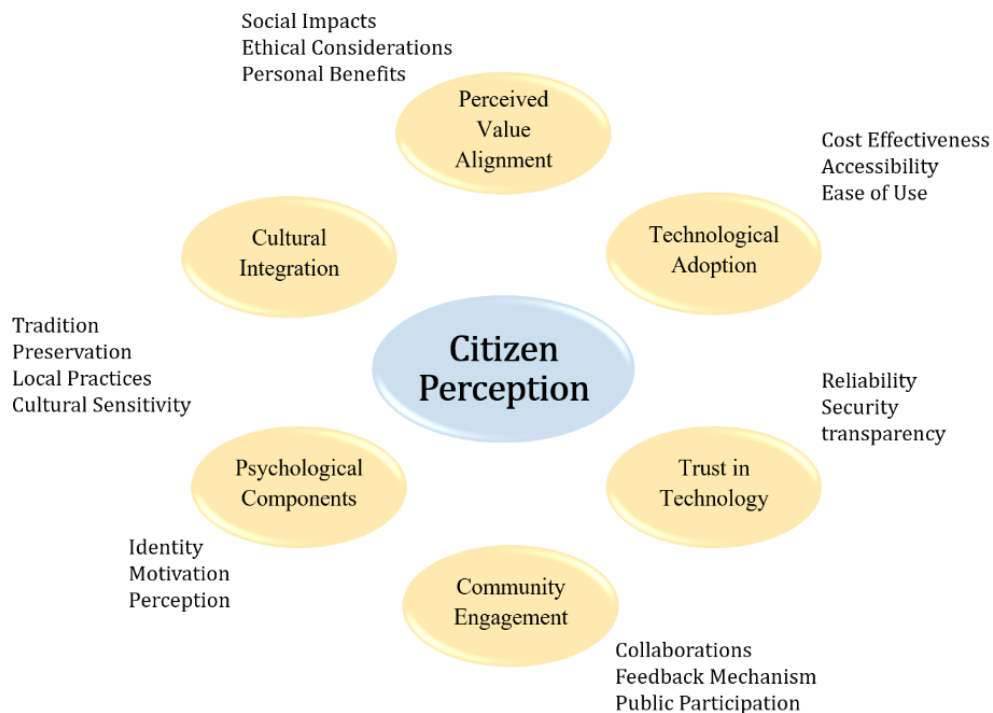 Social Impacts
Ethical Considerations
Personal Benefits
Perceived
Value
Alignment
Cost Effectiveness
Accessibility
Ease of Use
Technological
Adoption
Cultural
Integration
Tradition
Preservation
Local Practices
Cultural Sensitivity
Citizen
Perception
Reliability
Security
transparency
Trust in
Technology
Psychological
Components
Identity
Motivation
Perception
Community
Engagement
Collaborations
Feedback Mechanism
Public Participation